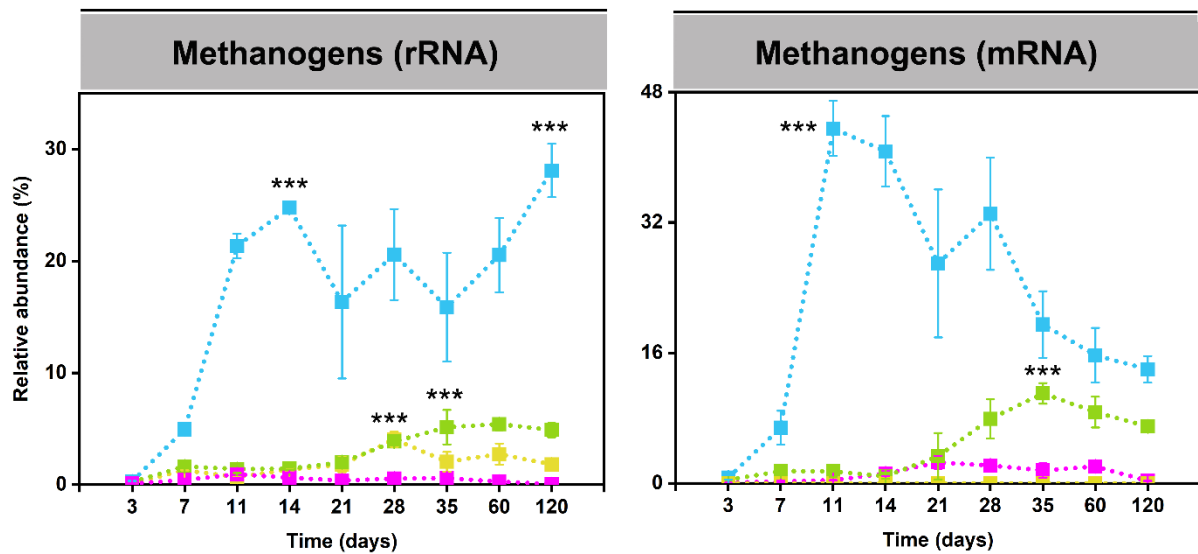 Methanogens (rRNA)
Relative abundance (%)
30
20
10
0
***
***
***
***
3 7 11 14 21 28 35 60 120
Time (days)
Methanogens (mRNA)
48
32
16
0
***
***
3 7 11 14 21 28 35 60 120
Time (days)